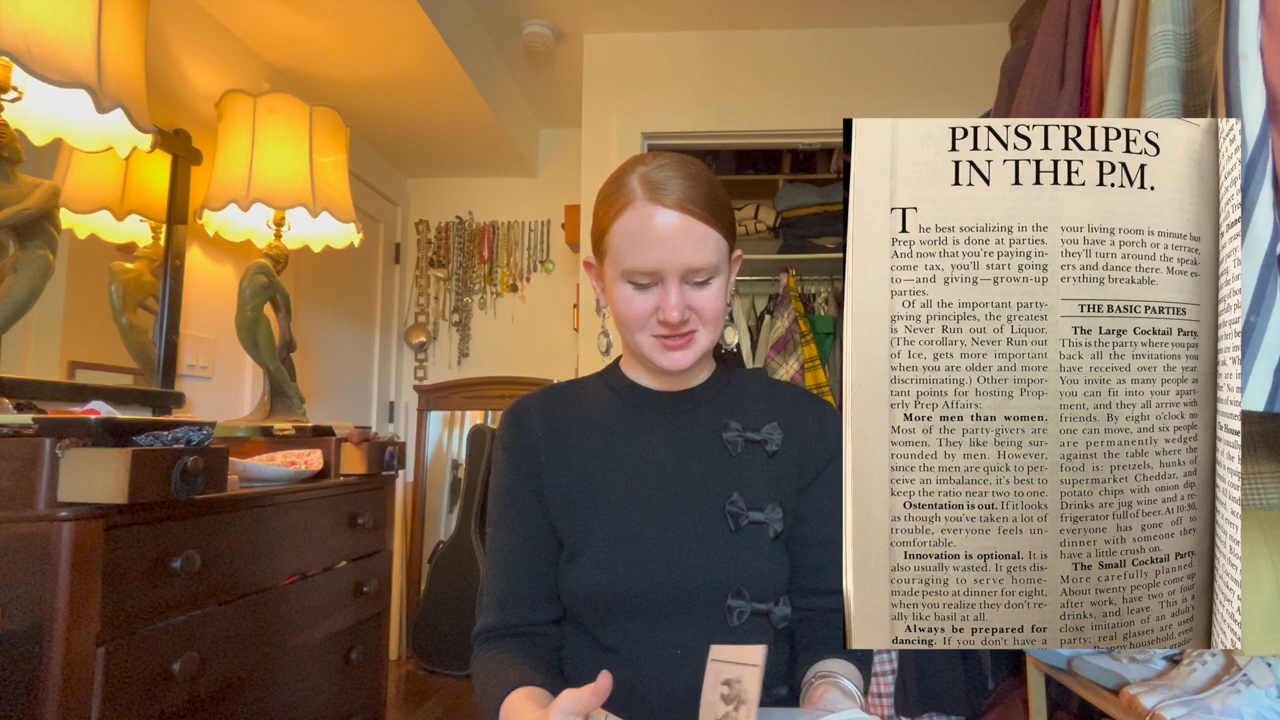 PINSTRIPES
IN THE P.M.
The best socializing in the
Prep world is done at parties.
And now that you're paying in-
come tax, you'll start going
to—and giving—grown-up
parties.
Of all the important party-
giving principles, the greatest
is Never Run out of Liquor.
(The corollary, Never Run out
of Ice, gets more important
when you are older and more
discriminating.) Other impor-
tant points for hosting Prop-
erly Prep Affairs:
More men than women.
Most of the party-givers are
women. They like being sur-
rounded by men. However,
since the men are quick to per-
ceive an imbalance, it's best to
keep the ratio near two to one.
Ostentation is out. If it looks
as though you've taken a lot of
trouble, everyone feels un-
comfortable.
Innovation is optional. It is
also usually wasted. It gets dis-
couraging to serve home-
made pesto at dinner for eight,
when you realize they don't re-
ally like basil at all.
Always be prepared for
dancing. If you don't have a
your living room is minute but
you have a porch or a terrace,
they'll turn around the speak-
ers and dance there. Move ev-
erything breakable.
THE BASIC PARTIES
The Large Cocktail Party.
This is the party where you pay
back all the invitations you
have received over the year.
You invite as many people as
you can fit into your apart-
ment, and they all arrive with
friends. By eight o'clock no
one can move, and six people
are permanently wedged
against the table where the
food is: pretzels, hunks of
supermarket Cheddar, and
potato chips with onion dip.
Drinks are jug wine and a re-
frigerator full of beer. At 10:30,
everyone has gone off to
dinner with someone they
have a little crush on.
The Small Cocktail Party.
More carefully planned.
About twenty people come up
after work, have two or four
drinks, and leave. This is a
close imitation of an adult's
party; real glasses are used
Preppy household, even